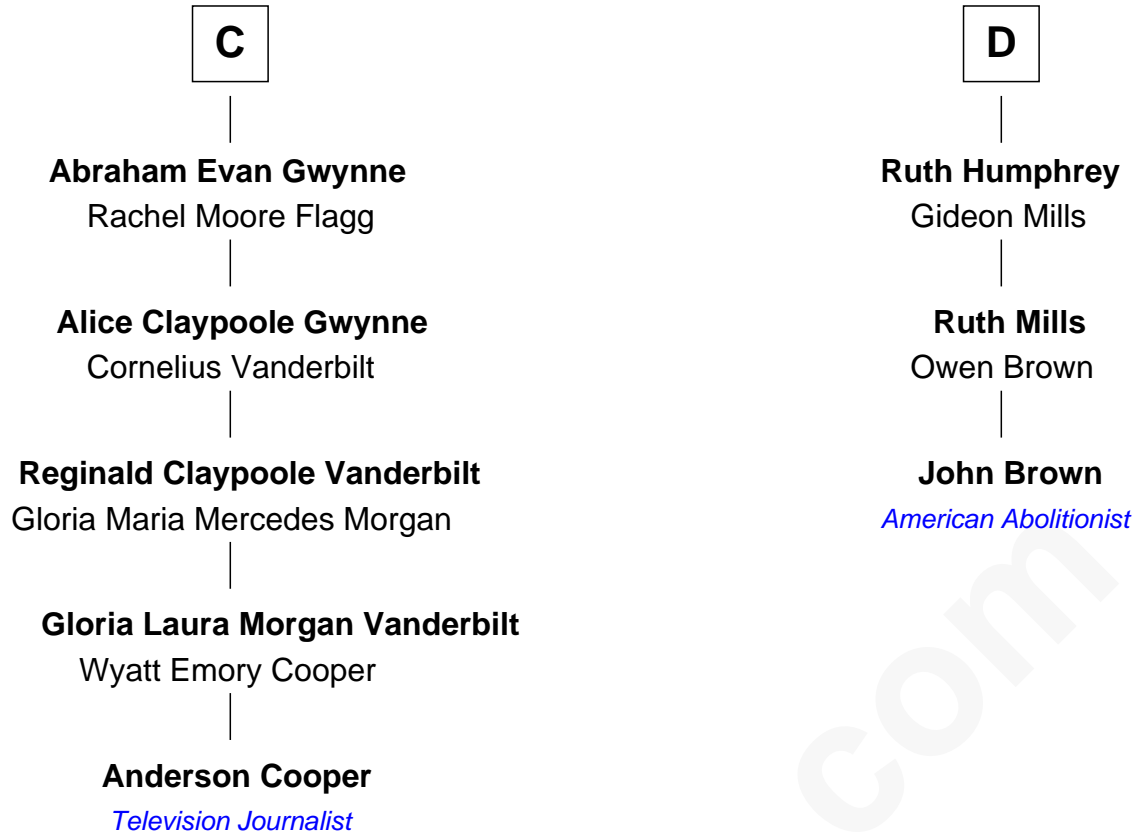 C
Abraham Evan Gwynne
Rachel Moore Flagg
Alice Claypoole Gwynne
Cornelius Vanderbilt
Reginald Claypoole Vanderbilt
Gloria Maria Mercedes Morgan
Gloria Laura Morgan Vanderbilt
Wyatt Emory Cooper
Anderson Cooper
Television Journalist
D
Ruth Humphrey
Gideon Mills
Ruth Mills
Owen Brown
John Brown
American Abolitionist
com